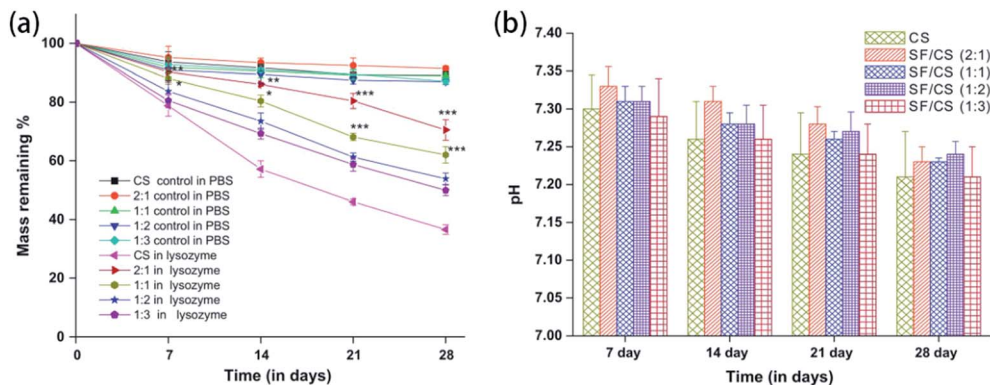 (a)
Mass remaining %
100
80
60
40
20
0
**
*
**
*
***
***
***
***
CS control in PBS
2:1 control in PBS
1:1 control in PBS
1:2 control in PBS
1:3 control in PBS
CS in lysozyme
2:1 in lysozyme
1:1 in lysozyme
1:2 in lysozyme
1:3 in lysozyme
0 7 14 21 28
Time (in days)
(b)
pH
7.40
7.35
7.30
7.25
7.20
7.15
7.10
7.05
7.00
CS
SF/CS (2:1)
SF/CS (1:1)
SF/CS (1:2)
SF/CS (1:3)
7 day 14 day 21 day 28 day
Time (in days)